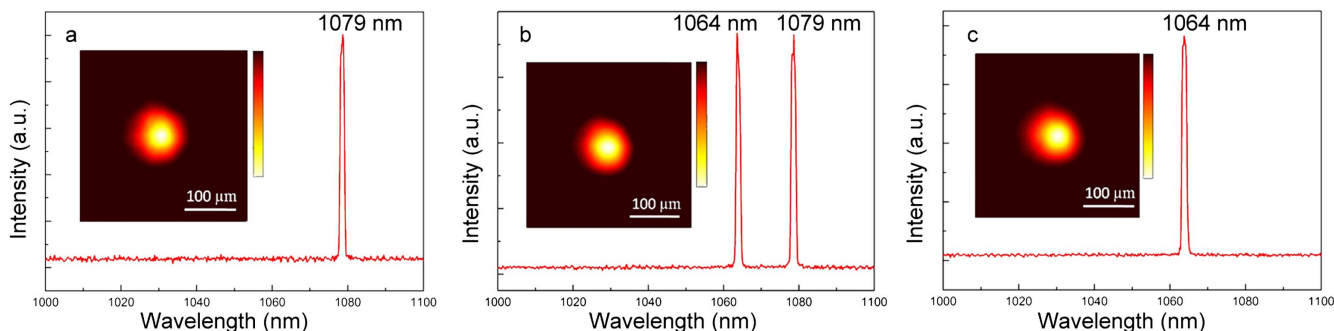 a
1079 nm
100 µm
Intensity (a.u.)
1000 1020 1040 1060 1080 1100
Wavelength (nm)
b
1064 nm 1079 nm
100 µm
Intensity (a.u.)
1000 1020 1040 1060 1080 1100
Wavelength (nm)
c
1064 nm
100 µm
Intensity (a.u.)
1000 1020 1040 1060 1080 1100
Wavelength (nm)